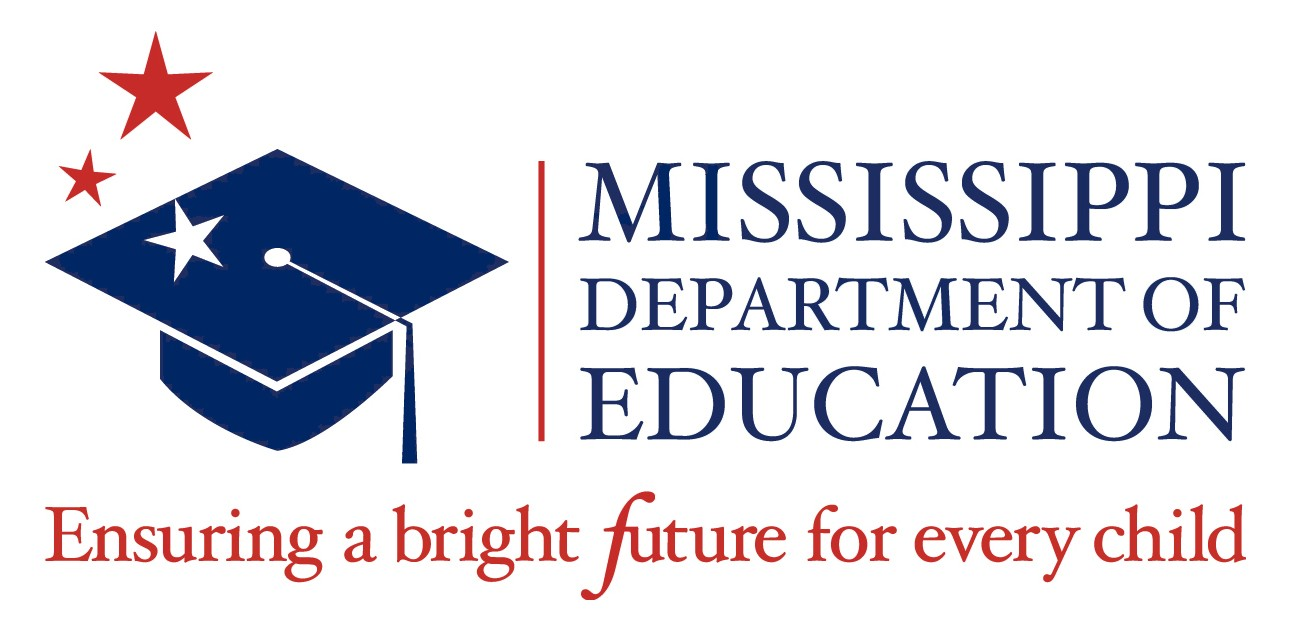 MISSISSIPPI
DEPARTMENT OF
EDUCATION
Ensuring a bright future for every child